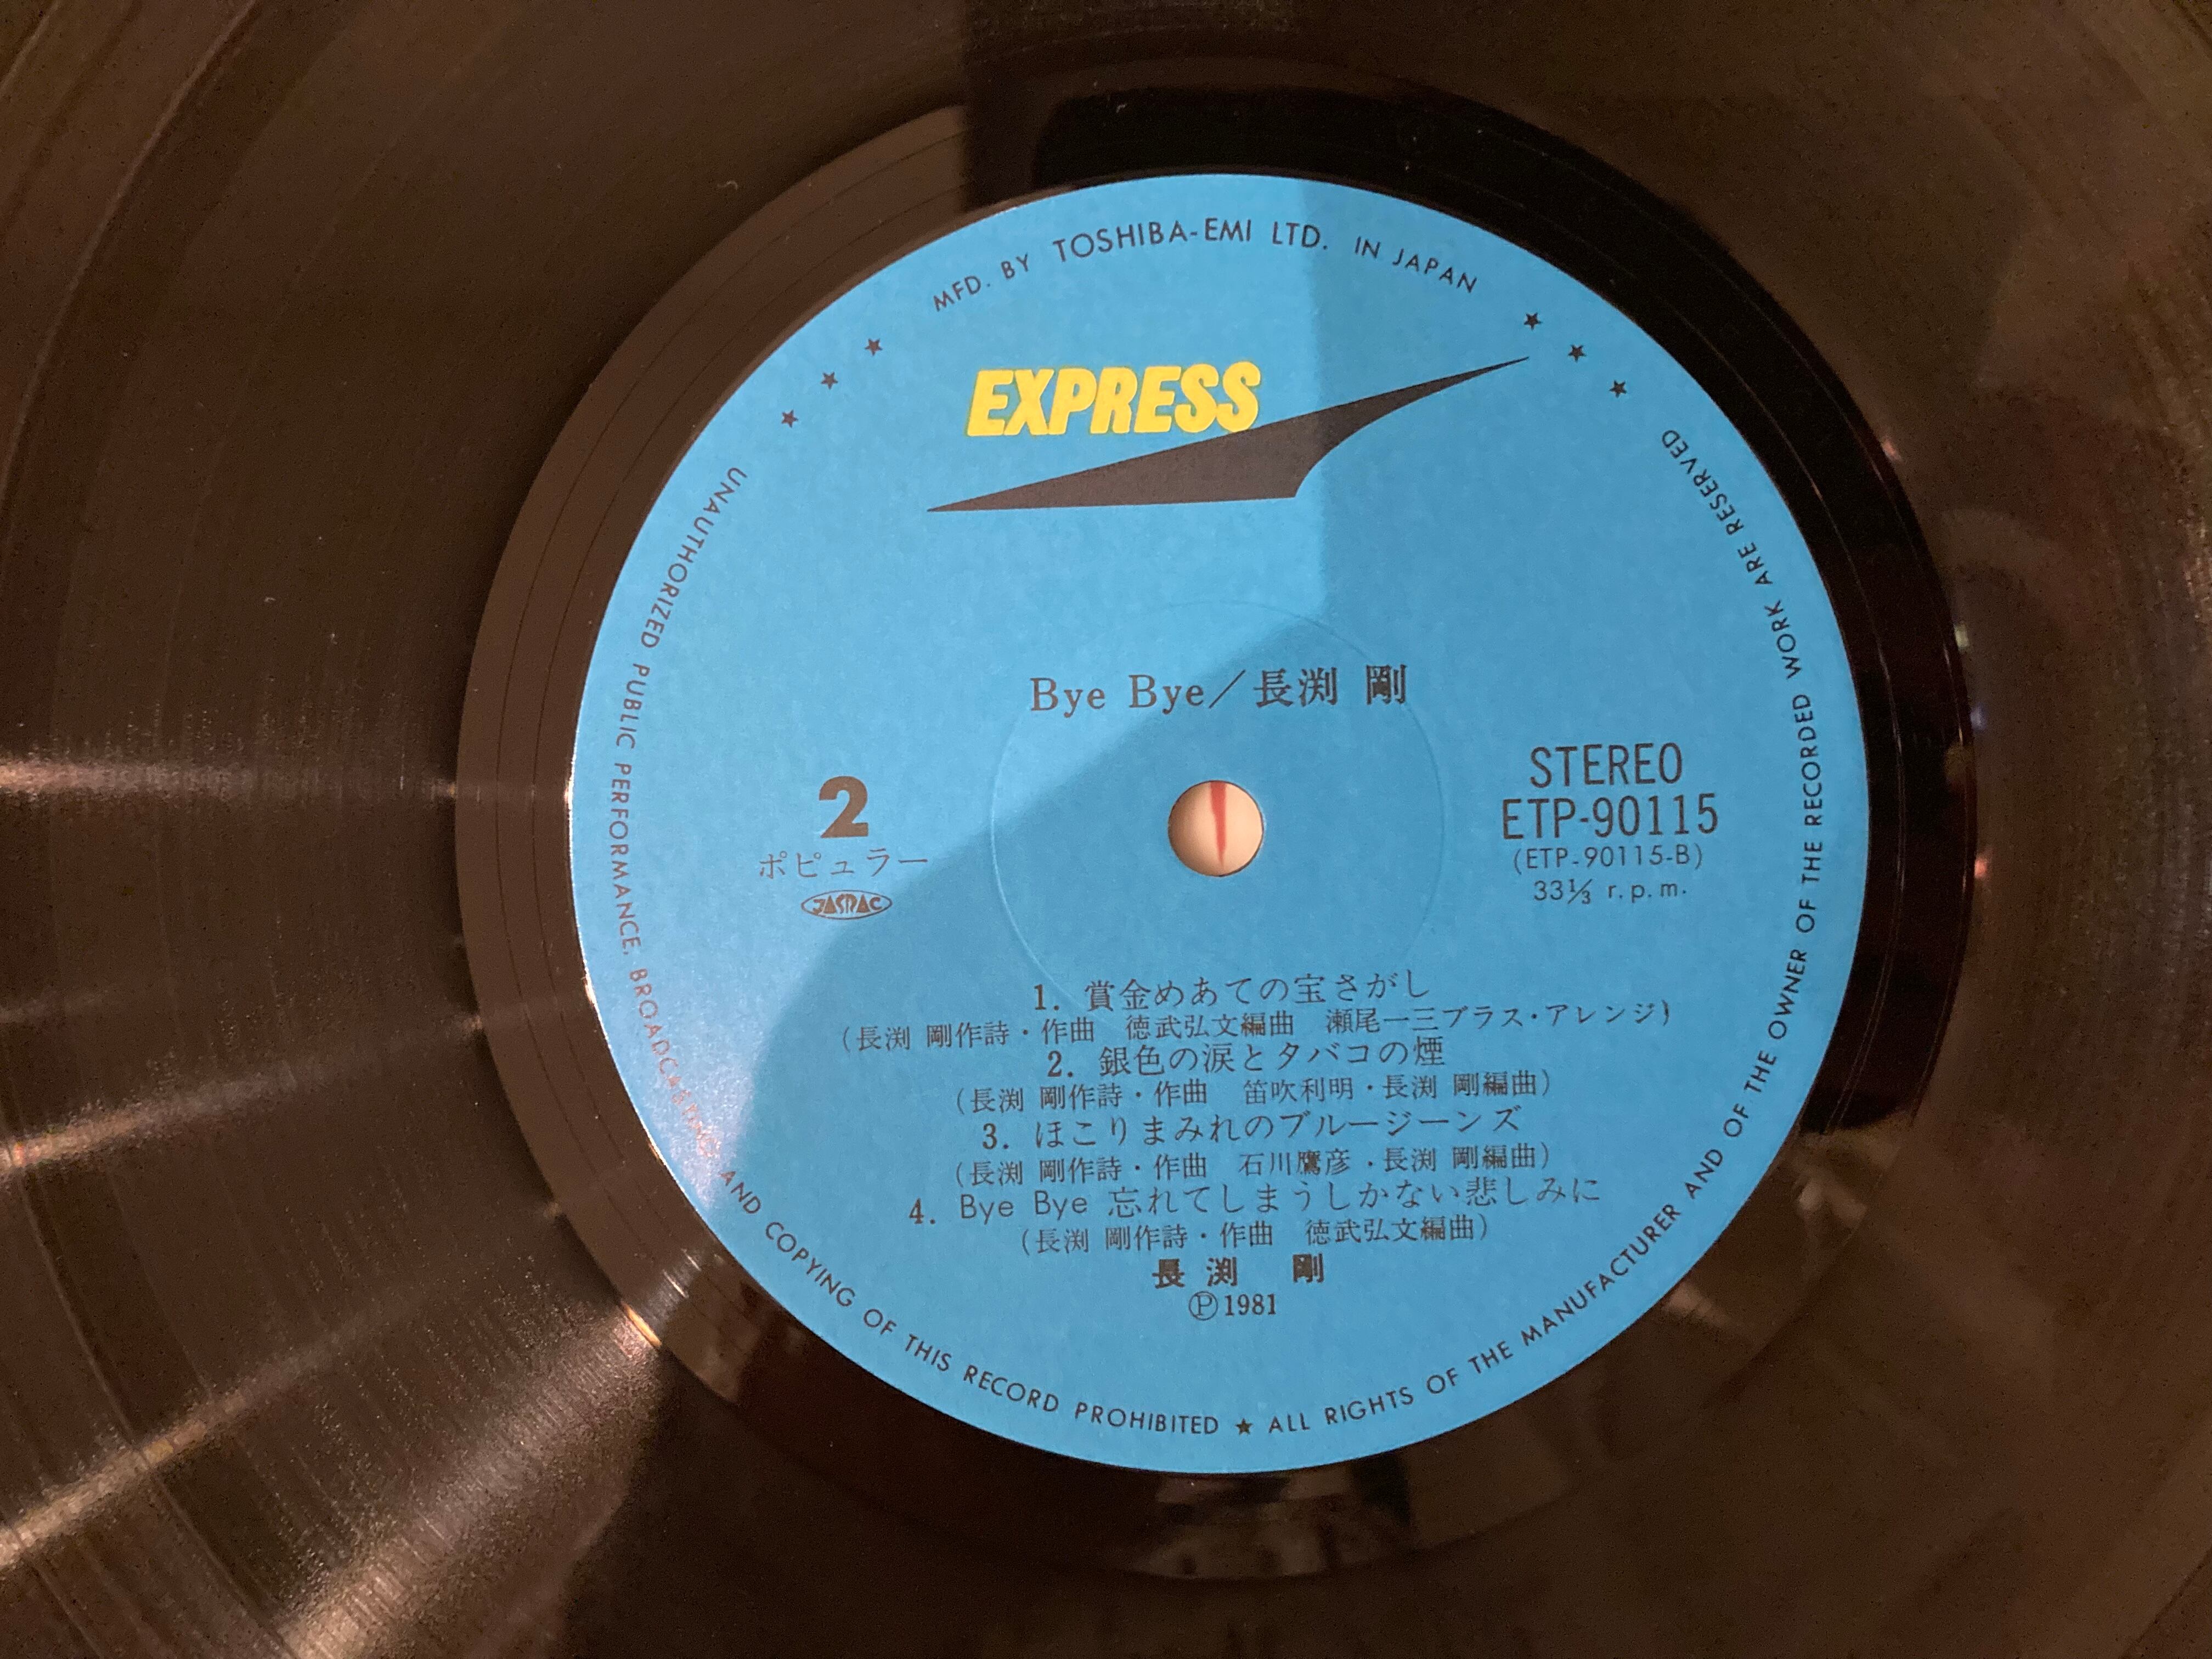 MFD. BY TOSHIBA-EMI LTD. IN JAPAN
EXPRESS
Bye Bye／長渕 剛
2
ポピュラー
JASRAC
STEREO
ETP-90115
(ETP-90115-B)
33⅓ r.p.m.
1. 賞金めあての宝さがし
(長渕 剛作詩・作曲 徳武弘文編曲 瀬尾一三ブラス・アレンジ)
2. 銀色の涙とタバコの煙
(長渕 剛作詩・作曲 笛吹利明・長渕 剛編曲)
3. ほこりまみれのブルージーンズ
(長渕 剛作詩・作曲 石川鷹彦・長渕 剛編曲)
4. Bye Bye 忘れてしまうしかない悲しみに
(長渕 剛作詩・作曲 徳武弘文編曲)
長渕 剛
Ⓟ1981
UNAUTHORIZED PUBLIC PERFORMANCE, BROADCASTING AND COPYING OF THIS RECORD PROHIBITED ★ ALL RIGHTS OF THE MANUFACTURER AND OF THE OWNER OF THE RECORDED WORK ARE RESERVED